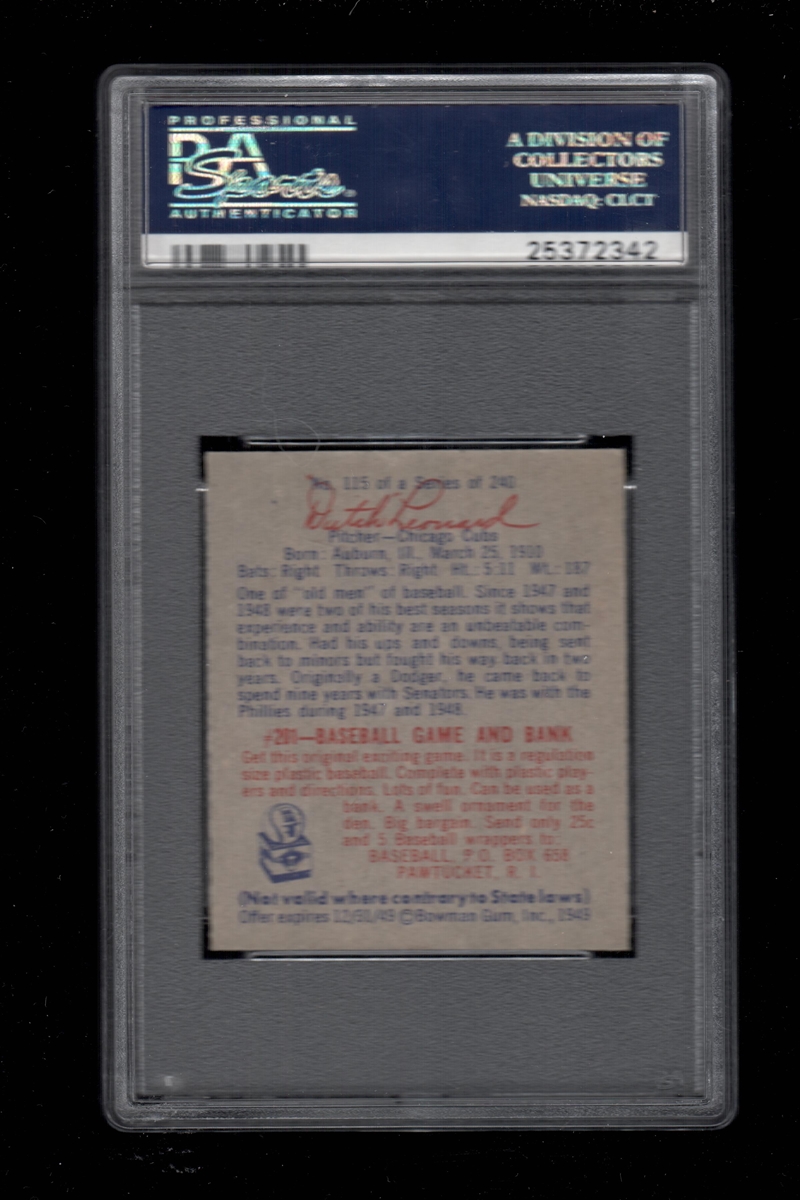 PROFESSIONAL
PSA
Sports
AUTHENTICATOR
A DIVISION OF
COLLECTORS
UNIVERSE
NASDAQ: CLCT
25372342
No. 115 of a Series of 240
Dutch Leonard
Pitcher—Chicago Cubs
Born: Auburn, Ill., March 25, 1910
Bats: Right Throws: Right Ht.: 5:11 Wt.: 187
One of "old men" of baseball. Since 1947 and
1948 were two of his best seasons it shows that
experience and ability are an unbeatable com-
bination. Had his ups and downs, being sent
back to minors but fought his way back in two
years. Originally a Dodger, he came back to
spend nine years with Senators. He was with the
Phillies during 1947 and 1948.
#201—BASEBALL GAME AND BANK
Get this original exciting game. It is a regulation
size plastic baseball. Complete with plastic play-
ers and directions. Lots of fun. Can be used as a
bank. A swell ornament for the
den. Big bargain. Send only 25c
and 5 Baseball wrappers to:
BASEBALL, P.O. BOX 658
PAWTUCKET, R. I.
(Not valid where contrary to State laws)
Offer expires 12/31/49 ©Bowman Gum, Inc., 1949